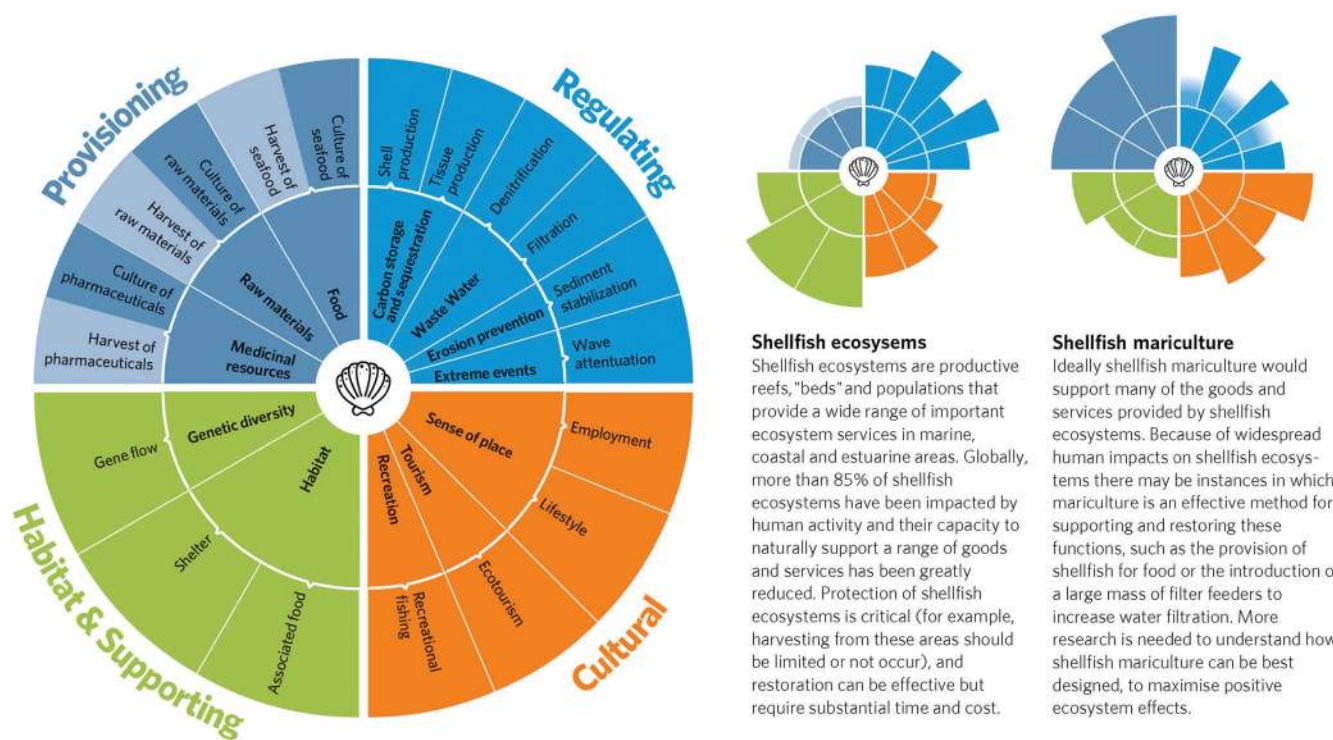 Provisioning
Harvest of
pharmaceuticals
Culture of
pharmaceuticals
Harvest of
raw materials
Culture of
raw materials
Harvest of
seafood
Culture of
seafood
Medicinal
resources
Raw materials
Food
Regulating
Shell
production
Tissue
production
Denitrification
Filtration
Sediment
stabilization
Wave
attentuation
Carbon storage
and sequestration
Waste Water
Erosion prevention
Extreme events
Cultural
Employment
Lifestyle
Ecotourism
Recreational
fishing
Sense of place
Tourism
Recreation
Habitat & Supporting
Gene flow
Shelter
Associated food
Genetic diversity
Habitat
Shellfish ecosysems
Shellfish ecosystems are productive
reefs, "beds" and populations that
provide a wide range of important
ecosystem services in marine,
coastal and estuarine areas. Globally,
more than 85% of shellfish
ecosystems have been impacted by
human activity and their capacity to
naturally support a range of goods
and services has been greatly
reduced. Protection of shellfish
ecosystems is critical (for example,
harvesting from these areas should
be limited or not occur), and
restoration can be effective but
require substantial time and cost.
Shellfish mariculture
Ideally shellfish mariculture would
support many of the goods and
services provided by shellfish
ecosystems. Because of widespread
human impacts on shellfish ecosys-
tems there may be instances in which
mariculture is an effective method for
supporting and restoring these
functions, such as the provision of
shellfish for food or the introduction o
a large mass of filter feeders to
increase water filtration. More
research is needed to understand how
shellfish mariculture can be best
designed, to maximise positive
ecosystem effects.